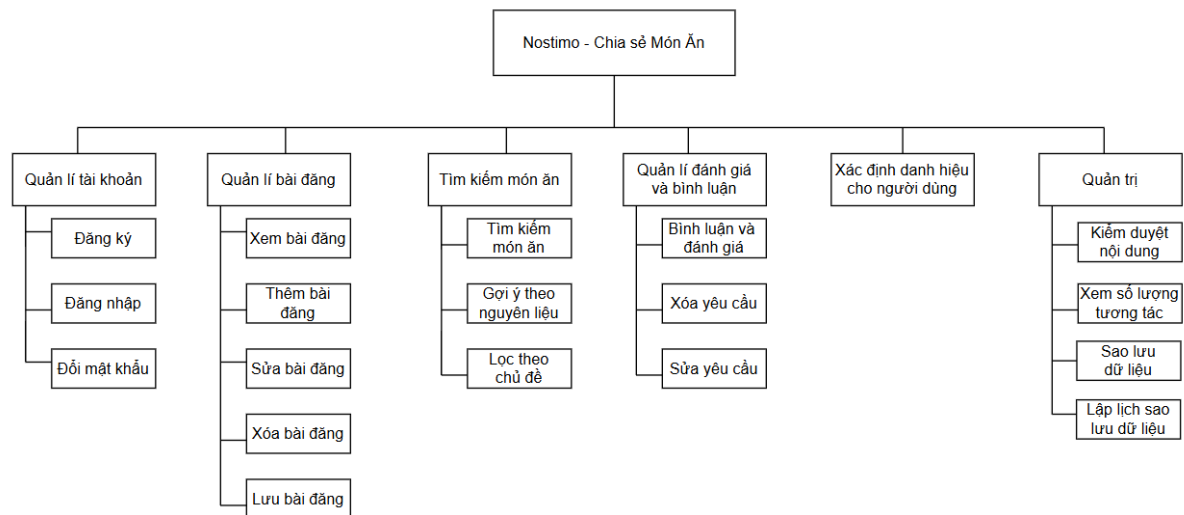 Nostimo - Chia sẻ Món Ăn
Quản lí tài khoản
Đăng ký
Đăng nhập
Đổi mật khẩu
Quản lí bài đăng
Xem bài đăng
Thêm bài
đăng
Sửa bài đăng
Xóa bài đăng
Lưu bài đăng
Tìm kiếm món ăn
Tìm kiếm
món ăn
Gợi ý theo
nguyên liệu
Lọc theo
chủ đề
Quản lí đánh giá
và bình luận
Bình luận và
đánh giá
Xóa yêu cầu
Sửa yêu cầu
Xác định danh hiệu
cho người dùng
Quản trị
Kiểm duyệt
nội dung
Xem số lượng
tương tác
Sao lưu
dữ liệu
Lập lịch sao
lưu dữ liệu